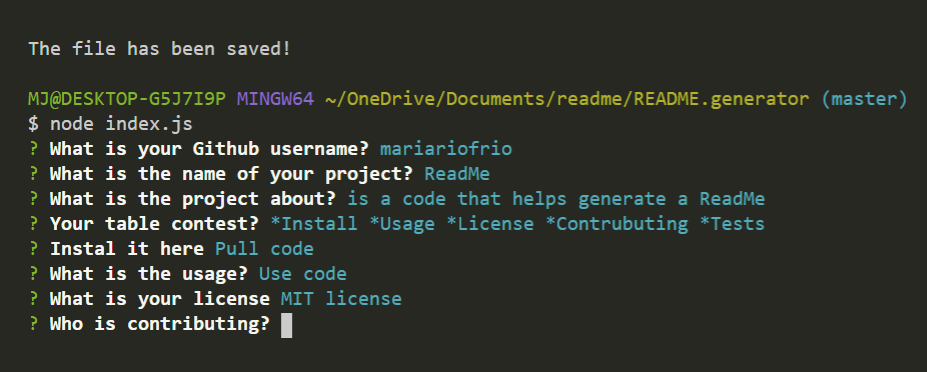 The file has been saved!
MJ@DESKTOP-G5J7I9P MINGW64 ~/OneDrive/Documents/readme/README.generator (master)
$ node index.js
? What is your Github username? mariariofrio
? What is the name of your project? ReadMe
? What is the project about? is a code that helps generate a ReadMe
? Your table contest? *Install *Usage *License *Contrubuting *Tests
? Instal it here Pull code
? What is the usage? Use code
? What is your license MIT license
? Who is contributing?